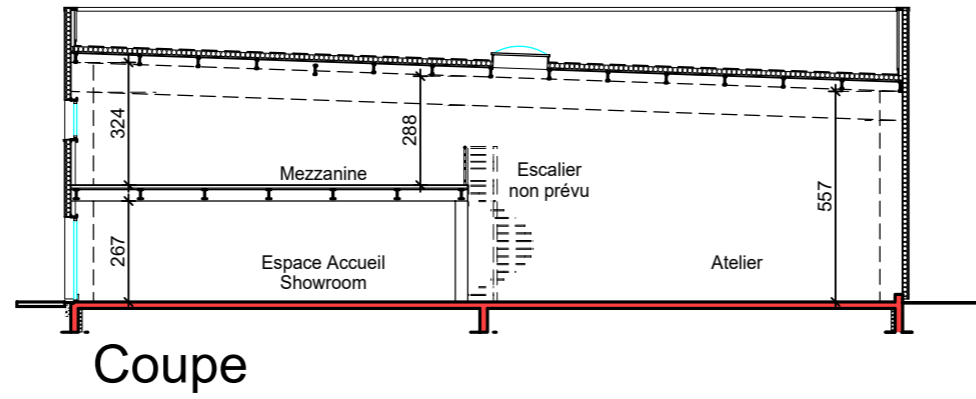 324
288
Mezzanine
Escalier
non prévu
557
267
Espace Accueil
Showroom
Atelier
Coupe